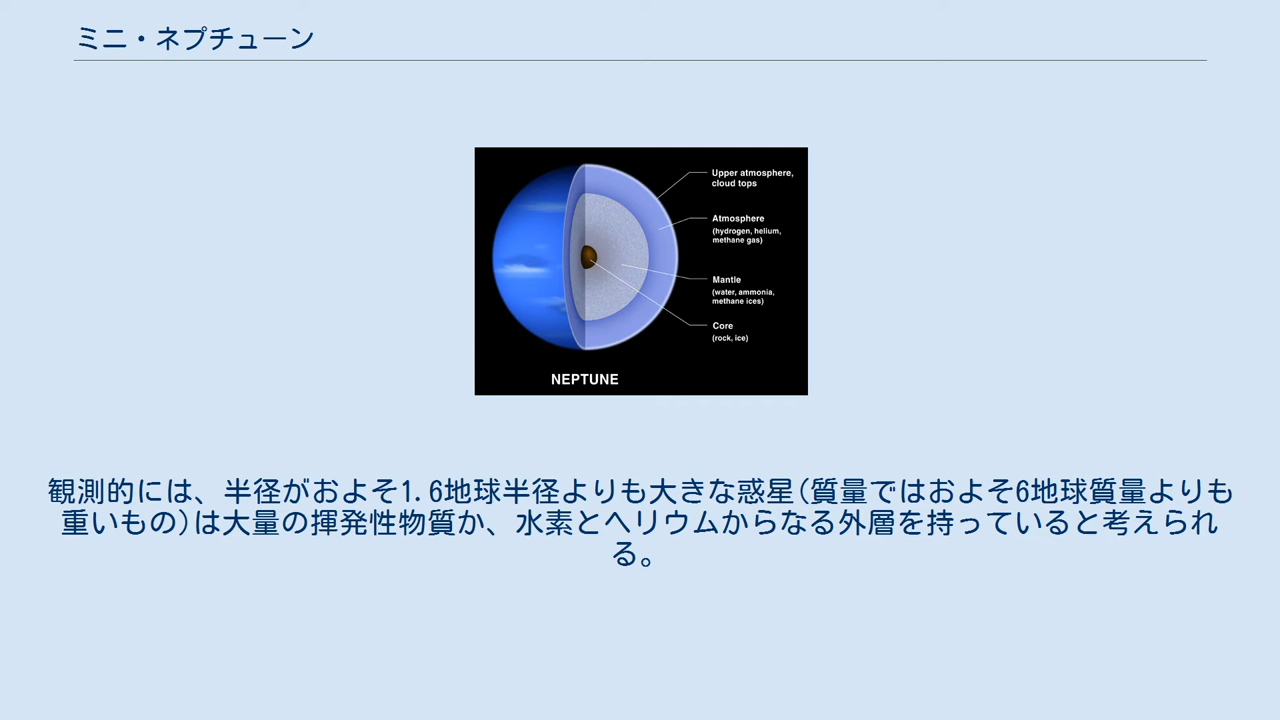 ミニ・ネプチューン
Upper atmosphere,
cloud tops
Atmosphere
(hydrogen, helium,
methane gas)
Mantle
(water, ammonia,
methane ices)
Core
(rock, ice)
NEPTUNE
観測的には、半径がおよそ1.6地球半径よりも大きな惑星(質量ではおよそ6地球質量よりも
重いもの)は大量の揮発性物質か、水素とヘリウムからなる外層を持っていると考えられ
る。